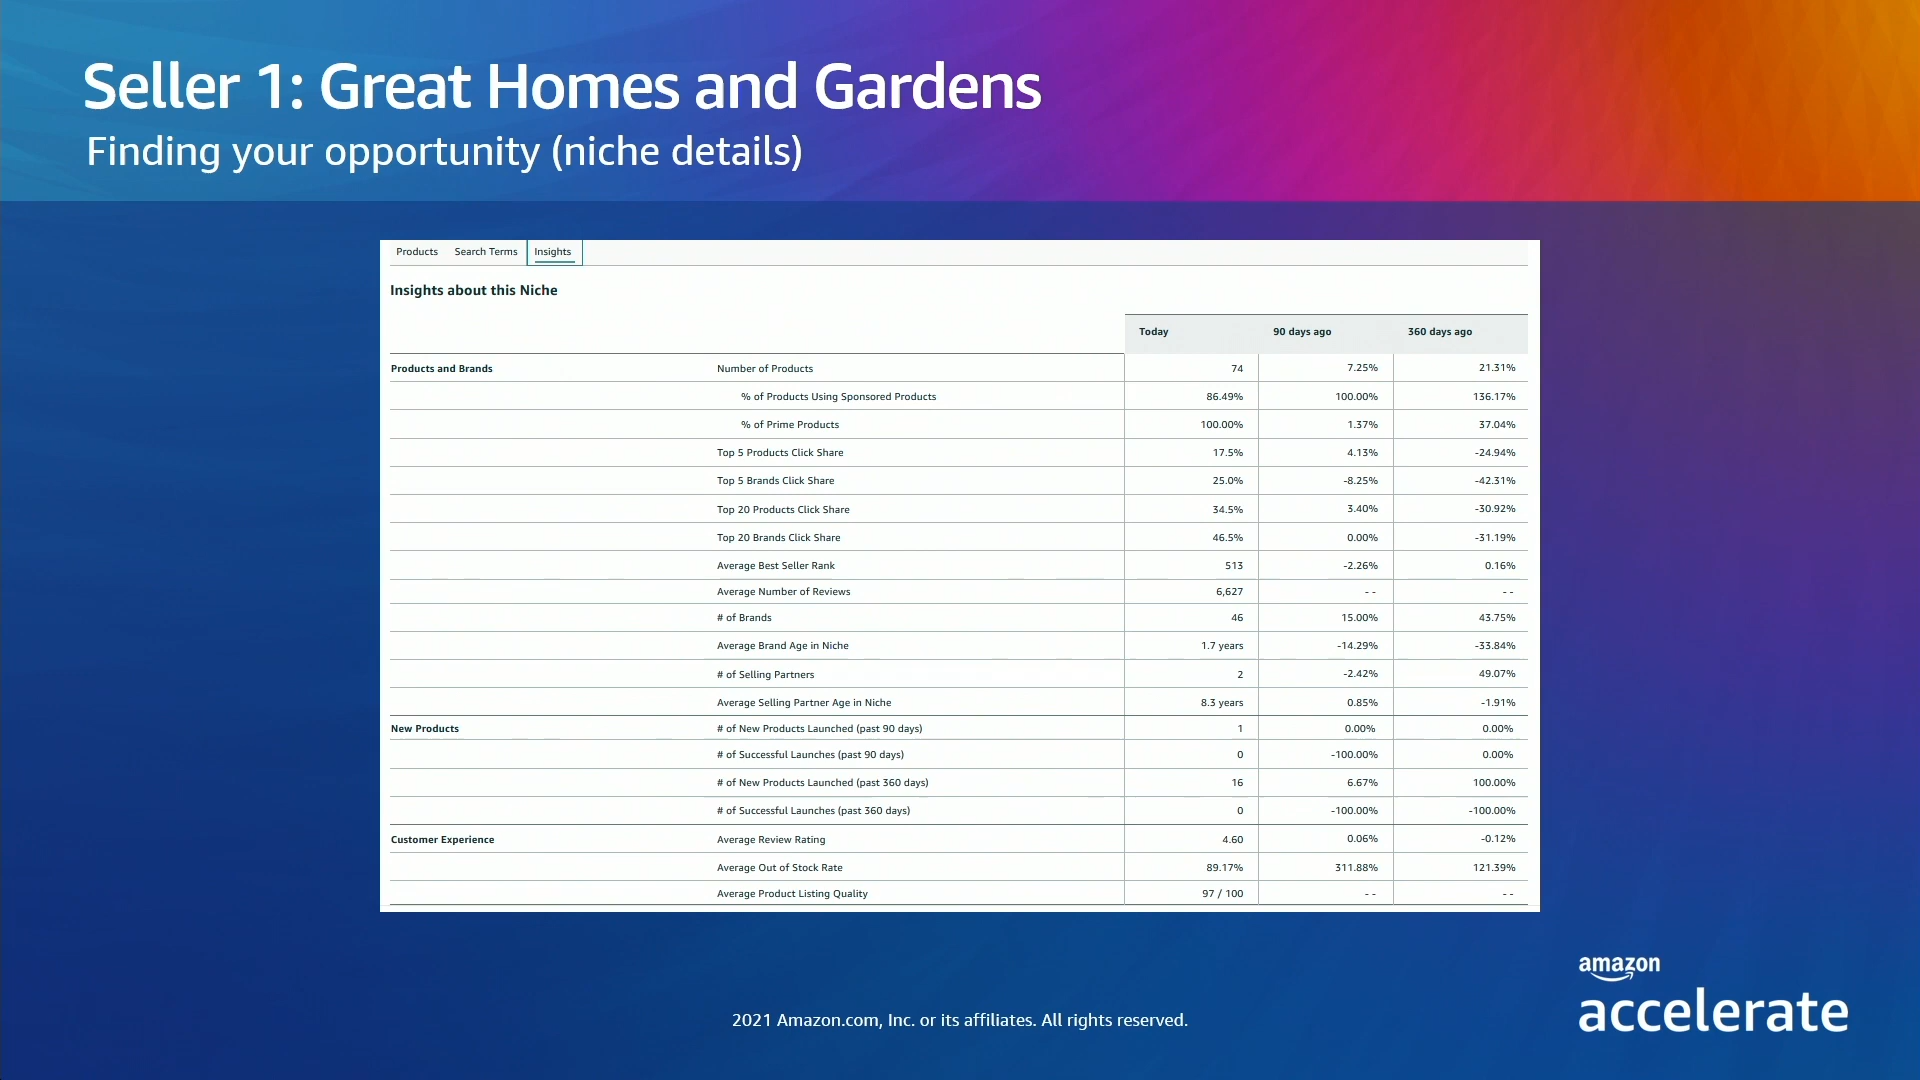 Seller 1: Great Homes and Gardens
Finding your opportunity (niche details)
Products Search Terms Insights
Insights about this Niche
Today 90 days ago 360 days ago
Products and Brands Number of Products 74 7.25% 21.31%
% of Products Using Sponsored Products 86.49% 100.00% 136.17%
% of Prime Products 100.00% 1.37% 37.04%
Top 5 Products Click Share 17.5% 4.13% -24.94%
Top 5 Brands Click Share 25.0% -8.25% -42.31%
Top 20 Products Click Share 34.5% 3.40% -30.92%
Top 20 Brands Click Share 46.5% 0.00% -31.19%
Average Best Seller Rank 513 -2.26% 0.16%
Average Number of Reviews 6,627 - - - -
# of Brands 46 15.00% 43.75%
Average Brand Age in Niche 1.7 years -14.29% -33.84%
# of Selling Partners 2 -2.42% 49.07%
Average Selling Partner Age in Niche 8.3 years 0.85% -1.91%
New Products # of New Products Launched (past 90 days) 1 0.00% 0.00%
# of Successful Launches (past 90 days) 0 -100.00% 0.00%
# of New Products Launched (past 360 days) 16 6.67% 100.00%
# of Successful Launches (past 360 days) 0 -100.00% -100.00%
Customer Experience Average Review Rating 4.60 0.06% -0.12%
Average Out of Stock Rate 89.17% 311.88% 121.39%
Average Product Listing Quality 97 / 100 - - - -
amazon
accelerate
2021 Amazon.com, Inc. or its affiliates. All rights reserved.